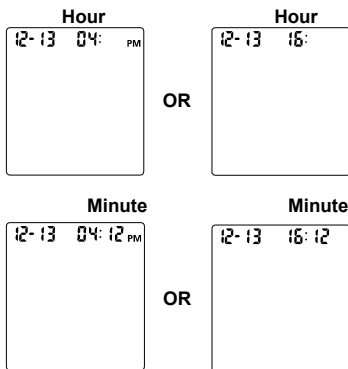 Hour Hour
12-13 04: PM 12-13 16:
OR
Minute Minute
12-13 04:12 PM 12-13 16:12
OR